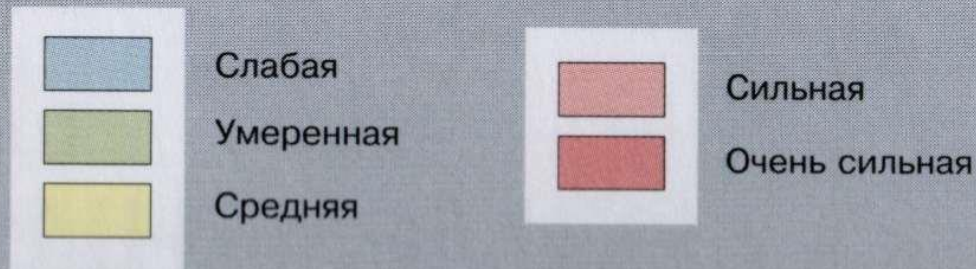 Слабая
Умеренная
Средняя
Сильная
Очень сильная